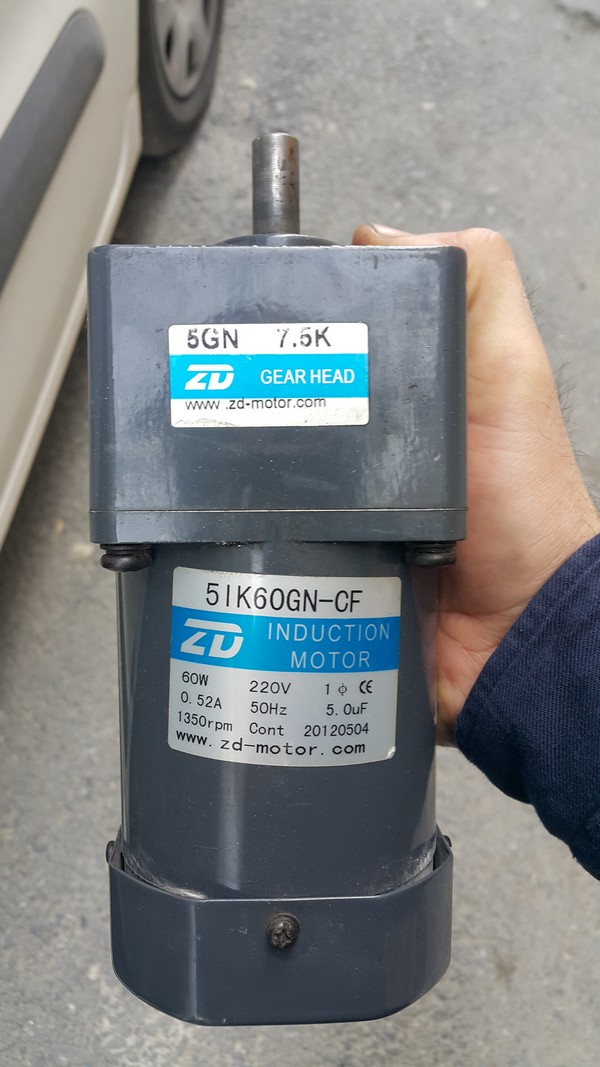 5GN 7.5K
ZD GEAR HEAD
www .zd-motor.com
5IK60GN-CF
ZD INDUCTION
MOTOR
60W 220V 1 ϕ CE
0.52A 50Hz 5.0uF
1350rpm Cont 20120504
www. zd-motor. com